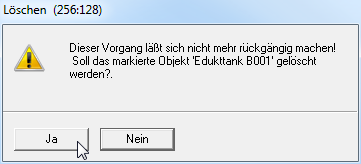 Löschen (256:128)
Dieser Vorgang läßt sich nicht mehr rückgängig machen!
Soll das markierte Objekt 'Edukttank B001' gelöscht
werden?.
Ja
Nein